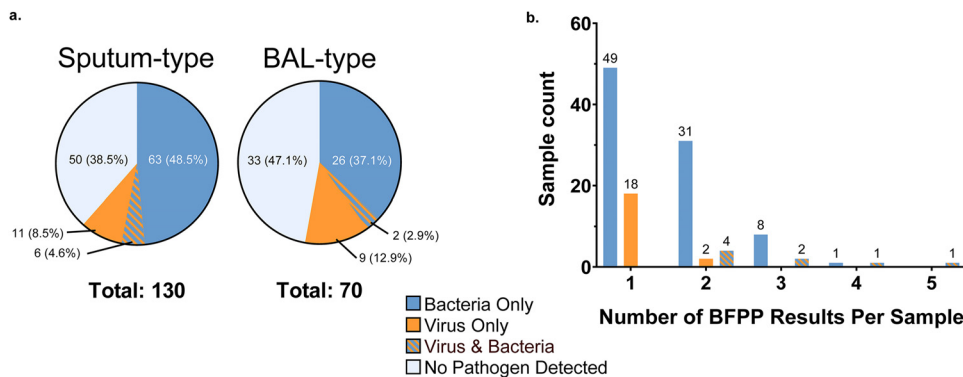 a.
Sputum-type
BAL-type
50 (38.5%)
63 (48.5%)
11 (8.5%)
6 (4.6%)
33 (47.1%)
26 (37.1%)
2 (2.9%)
9 (12.9%)
Total: 130
Total: 70
Bacteria Only
Virus Only
Virus & Bacteria
No Pathogen Detected
b.
Sample count
60
40
20
0
49
18
31
2
4
8
2
1
1
1
1
2
3
4
5
Number of BFPP Results Per Sample